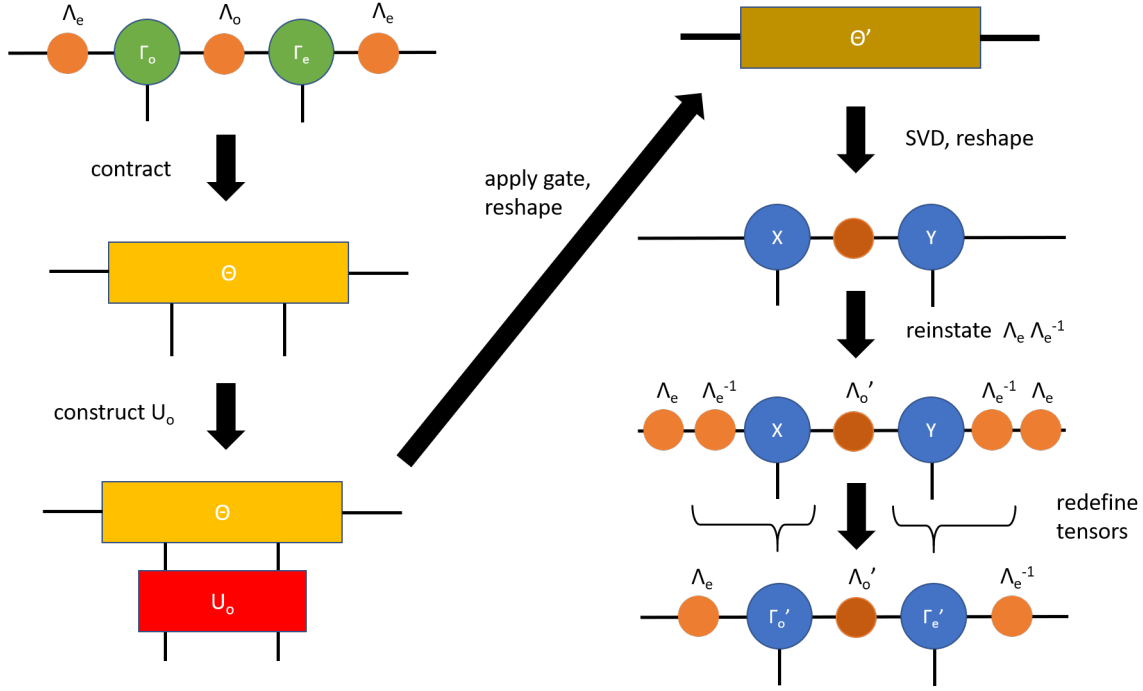 Λe Λo Λe
Γo Γe
contract
Θ
construct Uo
Θ
Uo
apply gate,
reshape
Θ’
SVD, reshape
X Y
reinstate Λe Λe-1
Λe Λe-1 Λo’ Λe-1 Λe
X Y
redefine
tensors
Λe Λo’ Λe-1
Γo’ Γe’